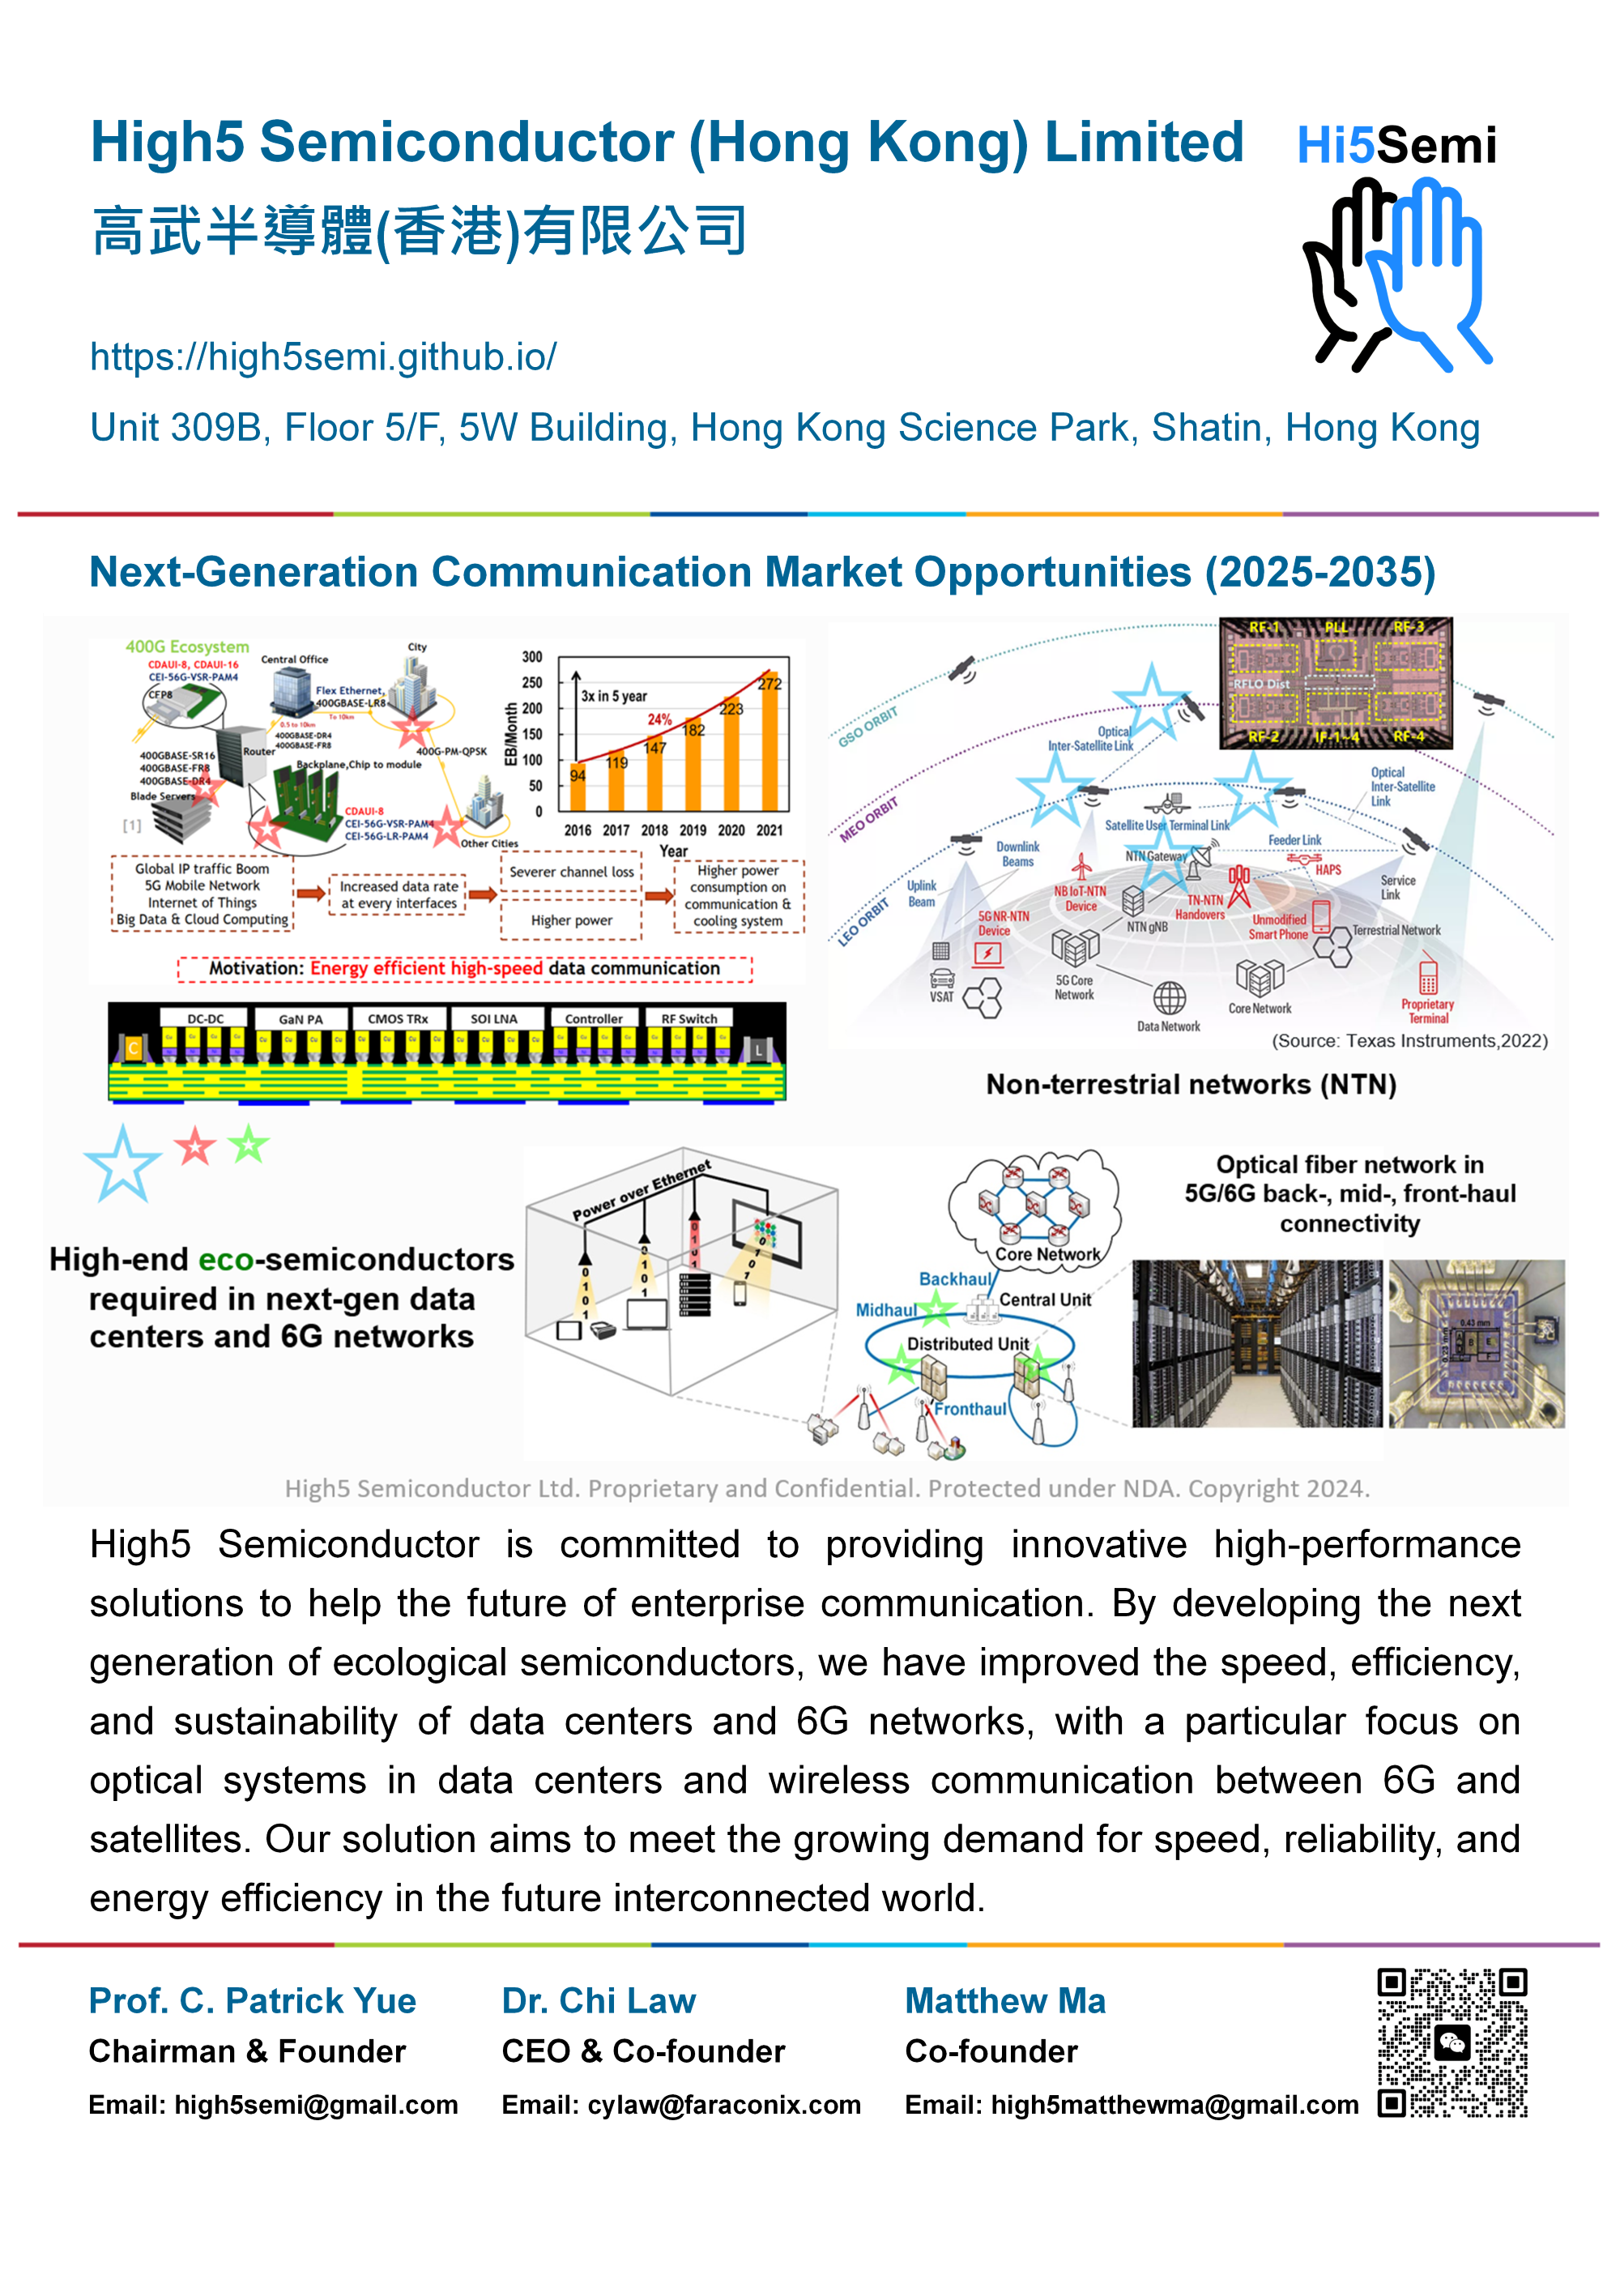 High5 Semiconductor (Hong Kong) Limited
Hi5Semi
高武半導體(香港)有限公司
https://high5semi.github.io/
Unit 309B, Floor 5/F, 5W Building, Hong Kong Science Park, Shatin, Hong Kong
Next-Generation Communication Market Opportunities (2025-2035)
400G Ecosystem
CDAUI-8, CDAUI-16
CEI-56G-VSR-PAM4
CFP8
Central Office
City
Flex Ethernet,
400GBASE-LR8
To 10km
0.5 to 10km
400GBASE-DR4
400GBASE-FR8
Router
400GBASE-SR16
400GBASE-FR8
400GBASE-DR4
Blade Servers
[1]
Backplane,Chip to module
400G-PM-QPSK
CDAUI-8
CEI-56G-VSR-PAM4
CEI-56G-LR-PAM4
Other Cities
EB/Month
300
250
200
150
100
50
0
3x in 5 year
24%
94
119
147
182
223
272
2016 2017 2018 2019 2020 2021
Year
Global IP traffic Boom
5G Mobile Network
Internet of Things
Big Data & Cloud Computing
Increased data rate
at every interfaces
Severer channel loss
Higher power
Higher power
consumption on
communication &
cooling system
Motivation: Energy efficient high-speed data communication
DC-DC
GaN PA
CMOS TRx
SOI LNA
Controller
RF Switch
C
L
RF-1 PLL RF-3
RFLO Dist
RF-2 IF-1~4 RF-4
GSO ORBIT
MEO ORBIT
LEO ORBIT
Optical
Inter-Satellite Link
Optical
Inter-Satellite
Link
Satellite User Terminal Link
Feeder Link
Downlink
Beams
Uplink
Beam
NTN Gateway
HAPS
Service
Link
NB IoT-NTN
Device
TN-NTN
Handovers
5G NR-NTN
Device
NTN gNB
Unmodified
Smart Phone
Terrestrial Network
VSAT
5G Core
Network
Data Network
Core Network
Proprietary
Terminal
(Source: Texas Instruments,2022)
Non-terrestrial networks (NTN)
High-end eco-semiconductors
required in next-gen data
centers and 6G networks
Power over Ethernet
Core Network
Backhaul
Midhaul
Central Unit
Distributed Unit
Fronthaul
Optical fiber network in
5G/6G back-, mid-, front-haul
connectivity
0.43 mm
High5 Semiconductor Ltd. Proprietary and Confidential. Protected under NDA. Copyright 2024.
High5 Semiconductor is committed to providing innovative high-performance
solutions to help the future of enterprise communication. By developing the next
generation of ecological semiconductors, we have improved the speed, efficiency,
and sustainability of data centers and 6G networks, with a particular focus on
optical systems in data centers and wireless communication between 6G and
satellites. Our solution aims to meet the growing demand for speed, reliability, and
energy efficiency in the future interconnected world.
Prof. C. Patrick Yue
Chairman & Founder
Email: high5semi@gmail.com
Dr. Chi Law
CEO & Co-founder
Email: cylaw@faraconix.com
Matthew Ma
Co-founder
Email: high5matthewma@gmail.com